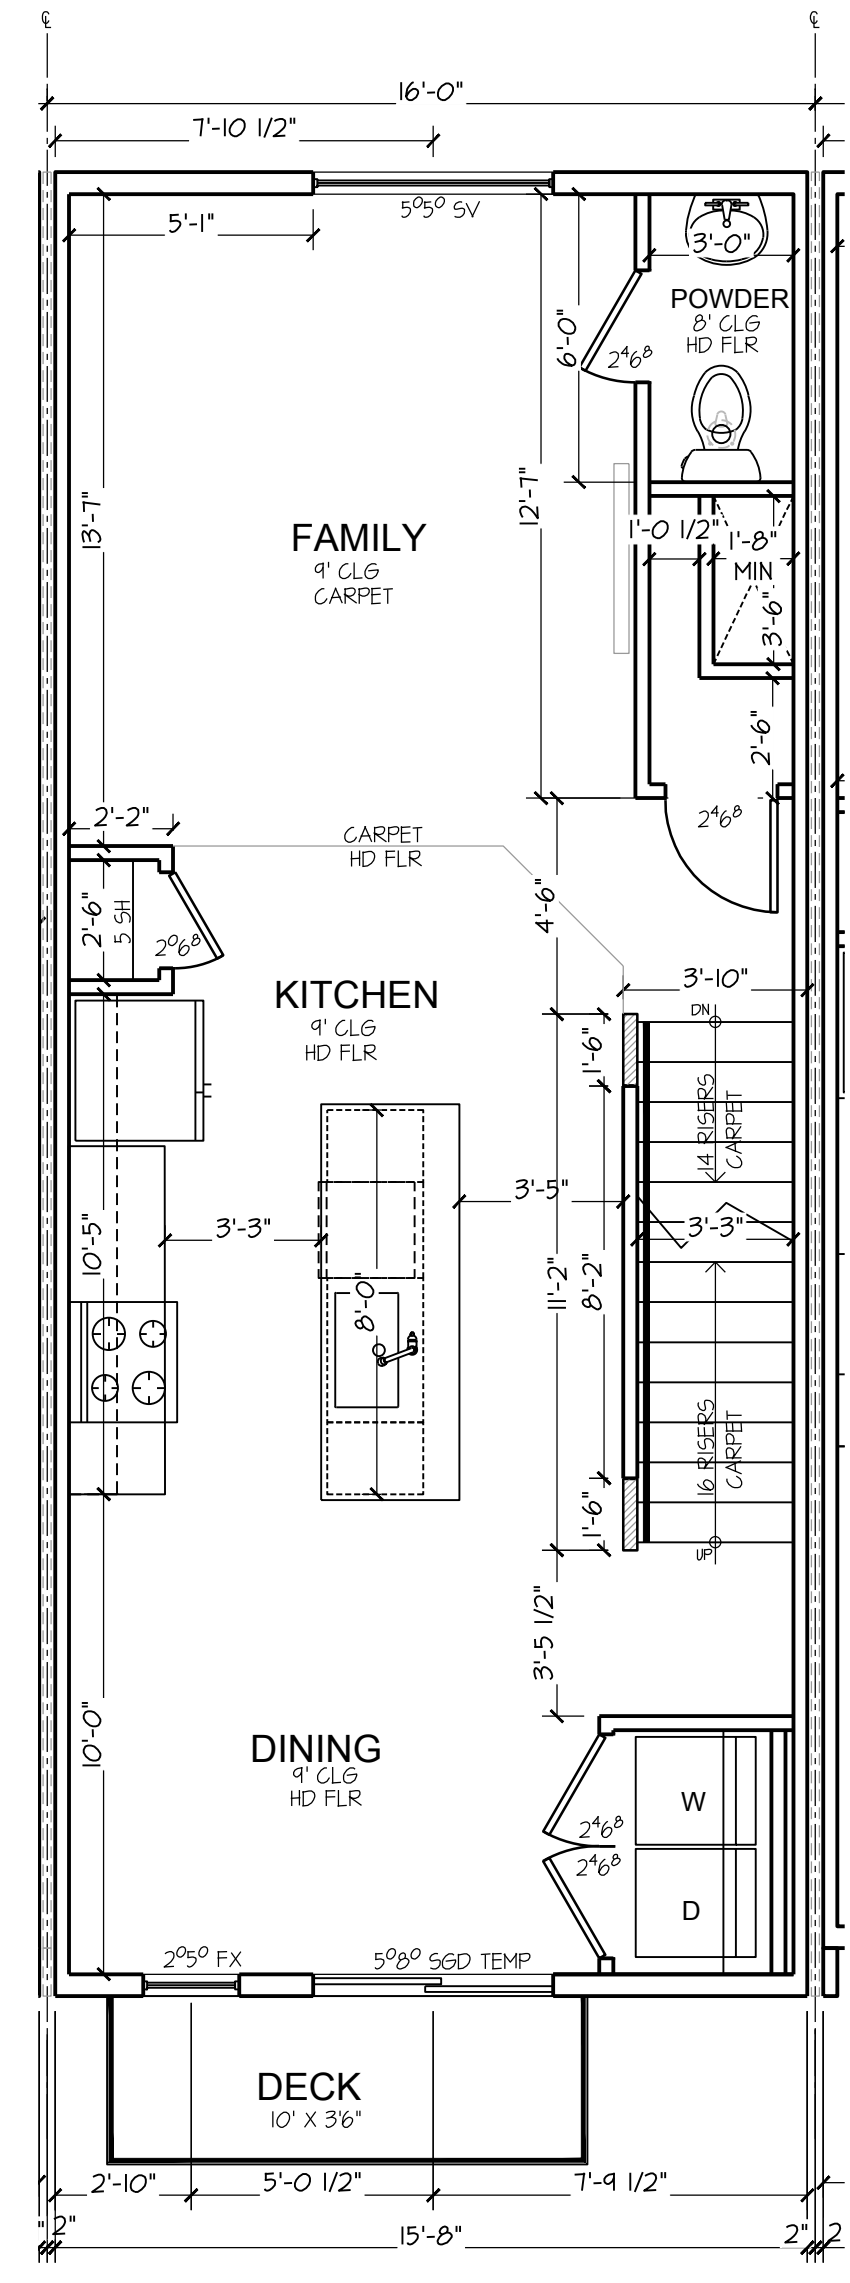 ℄ ℄
16'-0"
7'-10 1/2"
5⁰5⁰ SV
5'-1"
3'-0"
POWDER
8' CLG
HD FLR
6'-0"
2⁴6⁸
13'-7"
12'-7"
FAMILY
9' CLG
CARPET
1'-0 1/2"
1'-8"
MIN
3'-6"
2'-6"
2'-2"
2⁴6⁸
CARPET
HD FLR
4'-6"
2'-6"
5 SH
2⁰6⁸
3'-10"
KITCHEN
9' CLG
HD FLR
DN
1'-6"
14 RISERS
CARPET
3'-5"
3'-3"
3'-3"
10'-5"
11'-2"
8'-2"
8'-0"
16 RISERS
CARPET
1'-6"
UP
3'-5 1/2"
10'-0"
DINING
9' CLG
HD FLR
W
2⁴6⁸
2⁴6⁸
D
2⁰5⁰ FX
5⁰8⁰ SGD TEMP
DECK
10' X 3'6"
2'-10"
5'-0 1/2"
7'-9 1/2"
" 2"
15'-8"
2" 2